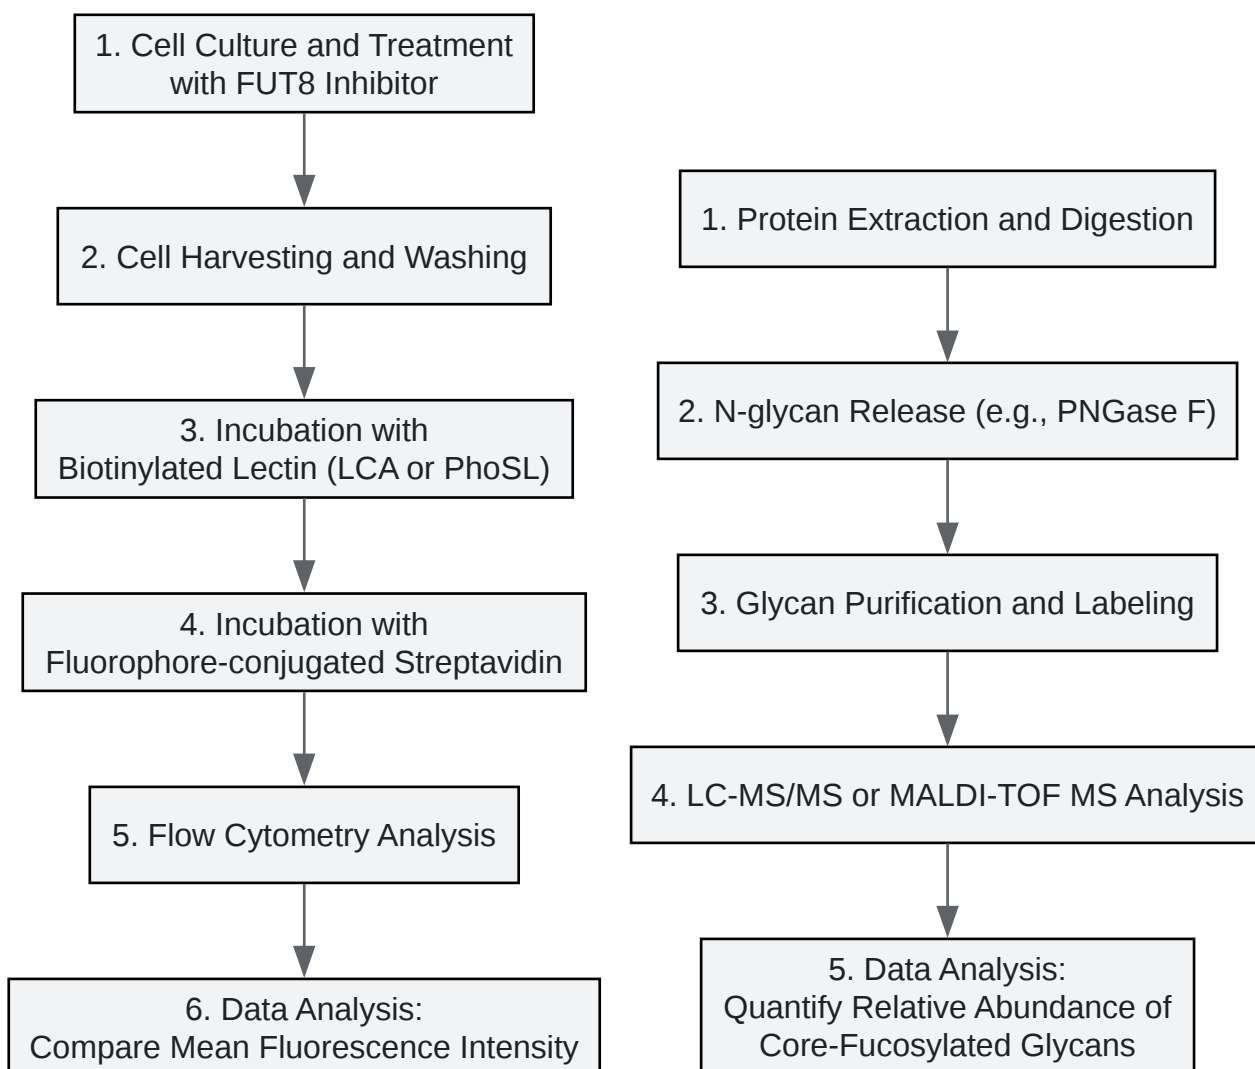 1. Cell Culture and Treatment
with FUT8 Inhibitor
2. Cell Harvesting and Washing
3. Incubation with
Biotinylated Lectin (LCA or PhoSL)
4. Incubation with
Fluorophore-conjugated Streptavidin
5. Flow Cytometry Analysis
6. Data Analysis:
Compare Mean Fluorescence Intensity
1. Protein Extraction and Digestion
2. N-glycan Release (e.g., PNGase F)
3. Glycan Purification and Labeling
4. LC-MS/MS or MALDI-TOF MS Analysis
5. Data Analysis:
Quantify Relative Abundance of
Core-Fucosylated Glycans